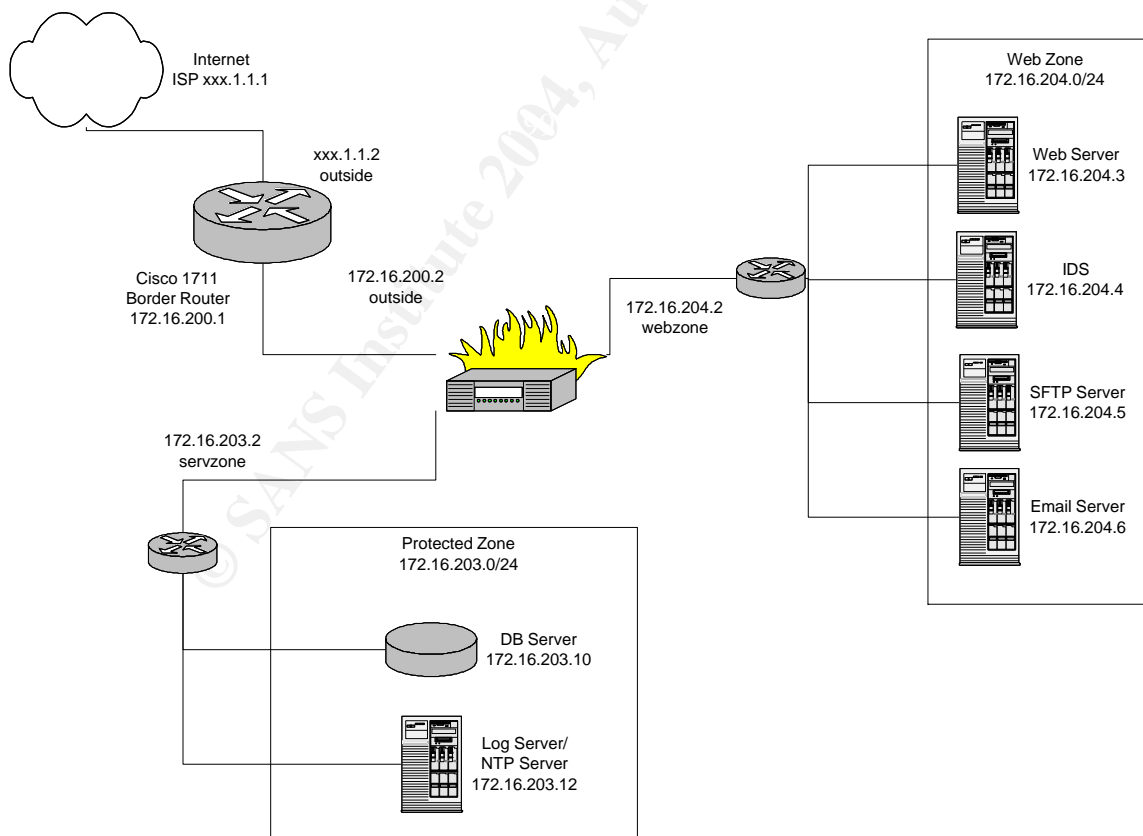 Internet
ISP xxx.1.1.1
xxx.1.1.2
outside
Cisco 1711
Border Router
172.16.200.1
172.16.200.2
outside
172.16.204.2
webzone
Web Zone
172.16.204.0/24
Web Server
172.16.204.3
IDS
172.16.204.4
SFTP Server
172.16.204.5
Email Server
172.16.204.6
172.16.203.2
servzone
Protected Zone
172.16.203.0/24
DB Server
172.16.203.10
Log Server/
NTP Server
172.16.203.12
© SANS Institute 2004, Au